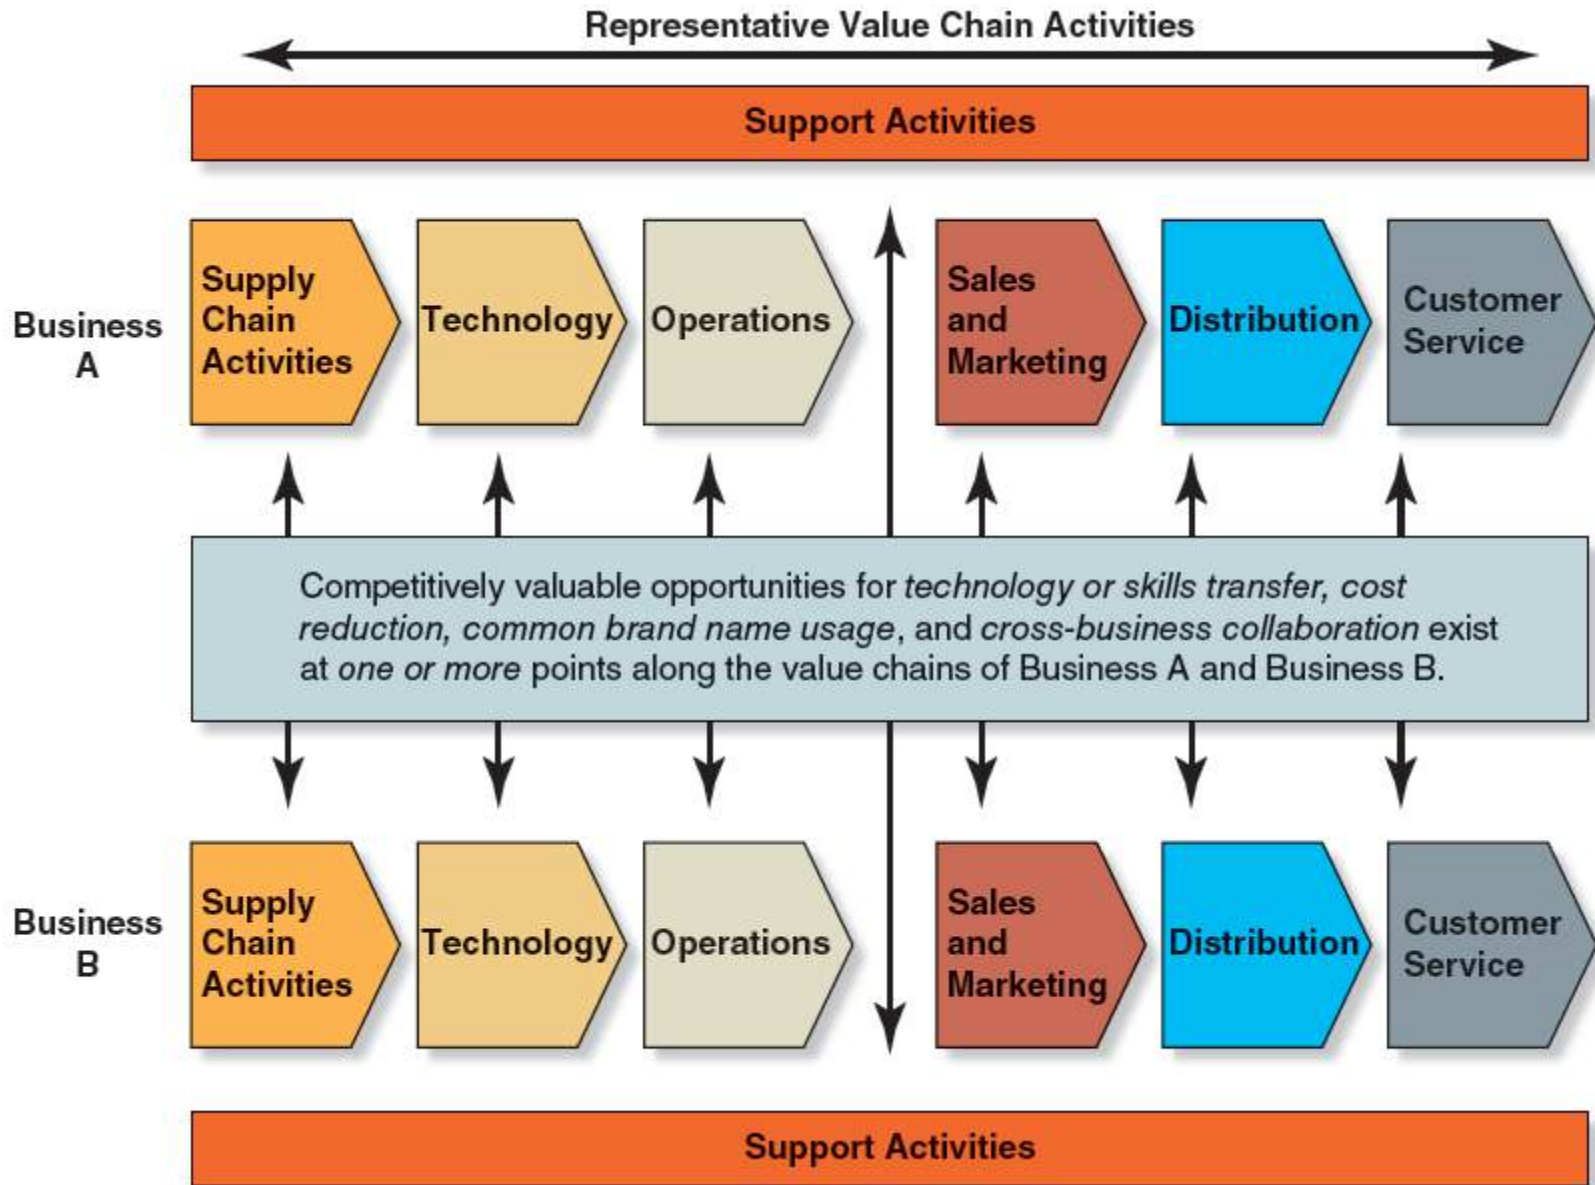 Representative Value Chain Activities
Support Activities
Business
A
Supply
Chain
Activities
Technology
Operations
Sales
and
Marketing
Distribution
Customer
Service
Competitively valuable opportunities for technology or skills transfer, cost
reduction, common brand name usage, and cross-business collaboration exist
at one or more points along the value chains of Business A and Business B.
Business
B
Supply
Chain
Activities
Technology
Operations
Sales
and
Marketing
Distribution
Customer
Service
Support Activities